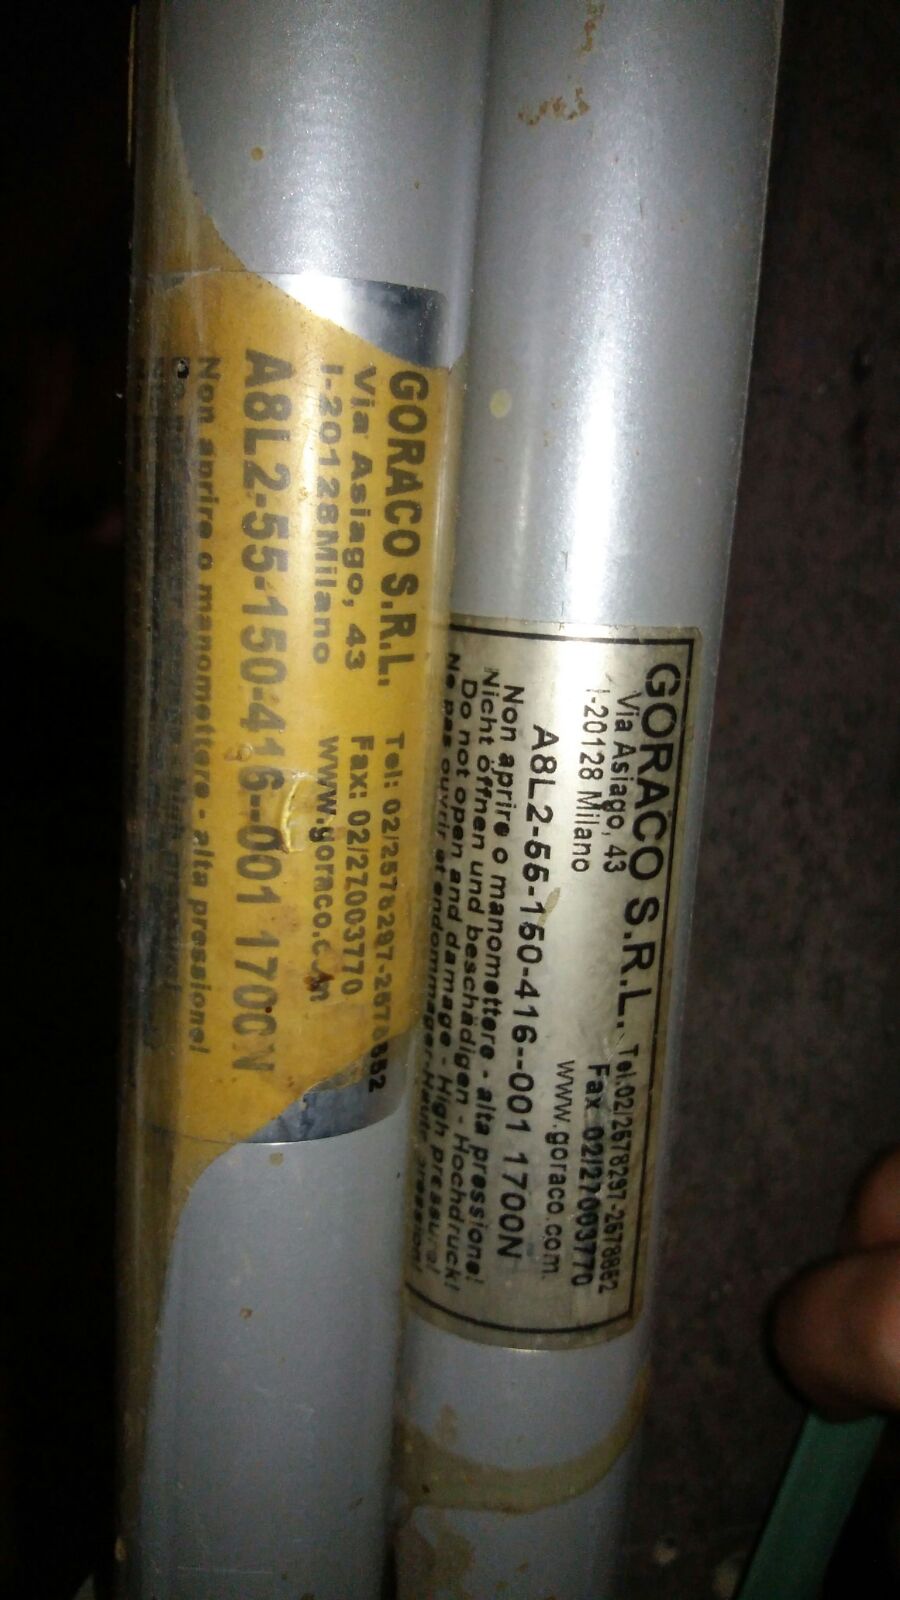 GORACO S.R.L.
Via Asiago, 43
I-20128 Milano
Tel: 02/2578297-2578882
Fax: 02/27003770
www.goraco.com
A8L2-55-150-416--001 1700N
Non aprire o manomettere - alta pressione!
GORACO S.R.L.
Via Asiago, 43
I-20128 Milano
Tel.02/2578297-2578882
Fax 02/27003770
www.goraco.com.
A8L2-55-150-416--001 1700N
Non aprire o manomettere - alta pressione!
Nicht öffnen und beschädigen - Hochdruck!
Do not open and damage - High pressure!
Ne pas ouvrir et endommager-Haute pression!